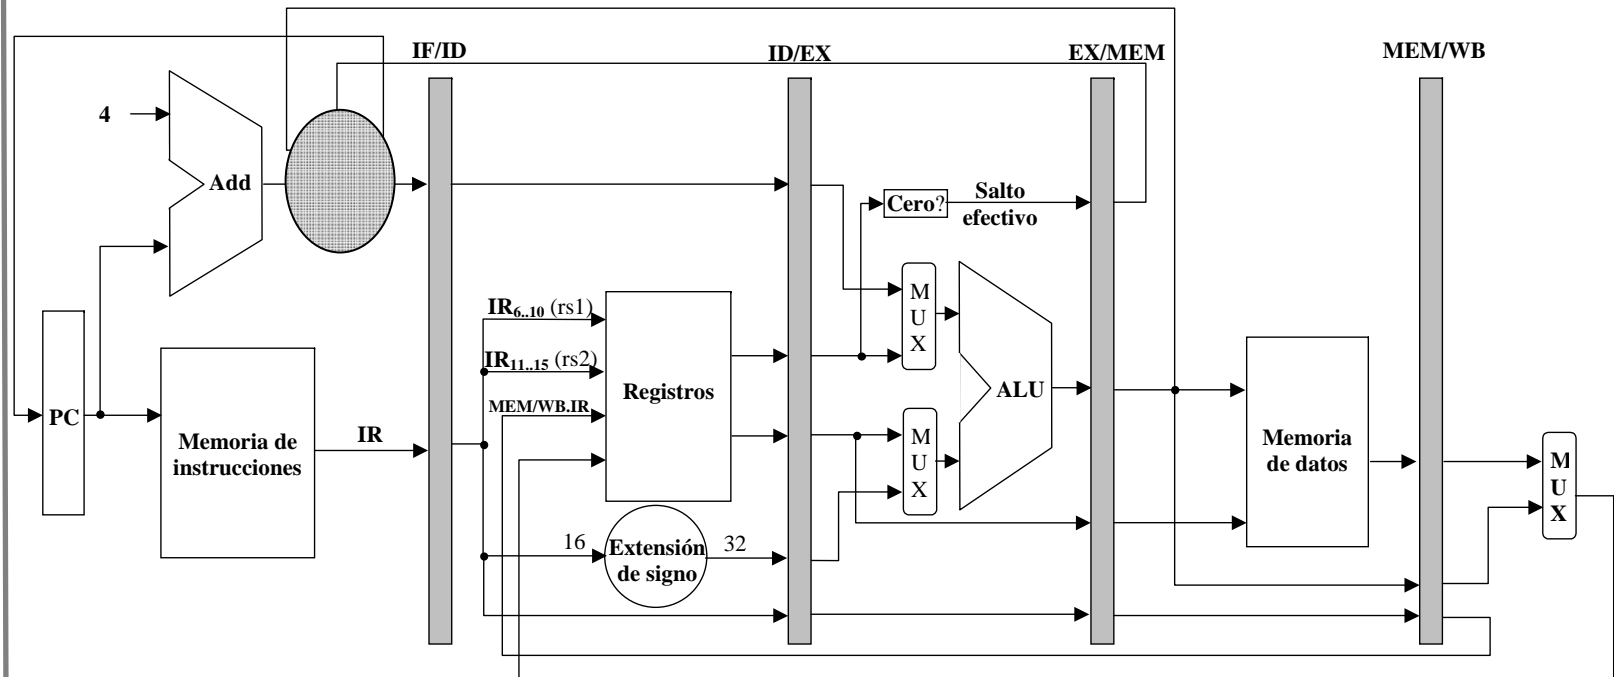 IF/ID
ID/EX
EX/MEM
MEM/WB
4
Add
Cero?
Salto
efectivo
IR6..10 (rs1)
IR11..15 (rs2)
MEM/WB.IR
Registros
M
U
X
M
U
X
ALU
PC
Memoria de
instrucciones
IR
16
Extensión
de signo
32
Memoria
de datos
M
U
X